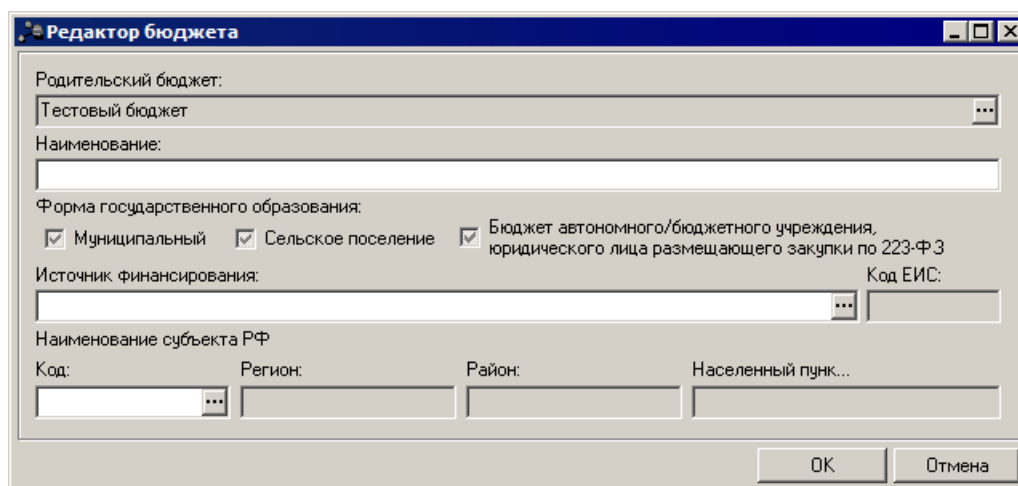 Редактор бюджета
Родительский бюджет:
Тестовый бюджет
Наименование:
Форма государственного образования:
Муниципальный
Сельское поселение
Бюджет автономного/бюджетного учреждения,
юридического лица размещающего закупки по 223-ФЗ
Источник финансирования:
Код ЕИС:
Наименование субъекта РФ
Код:
Регион:
Район:
Населенный пунк...
OK
Отмена